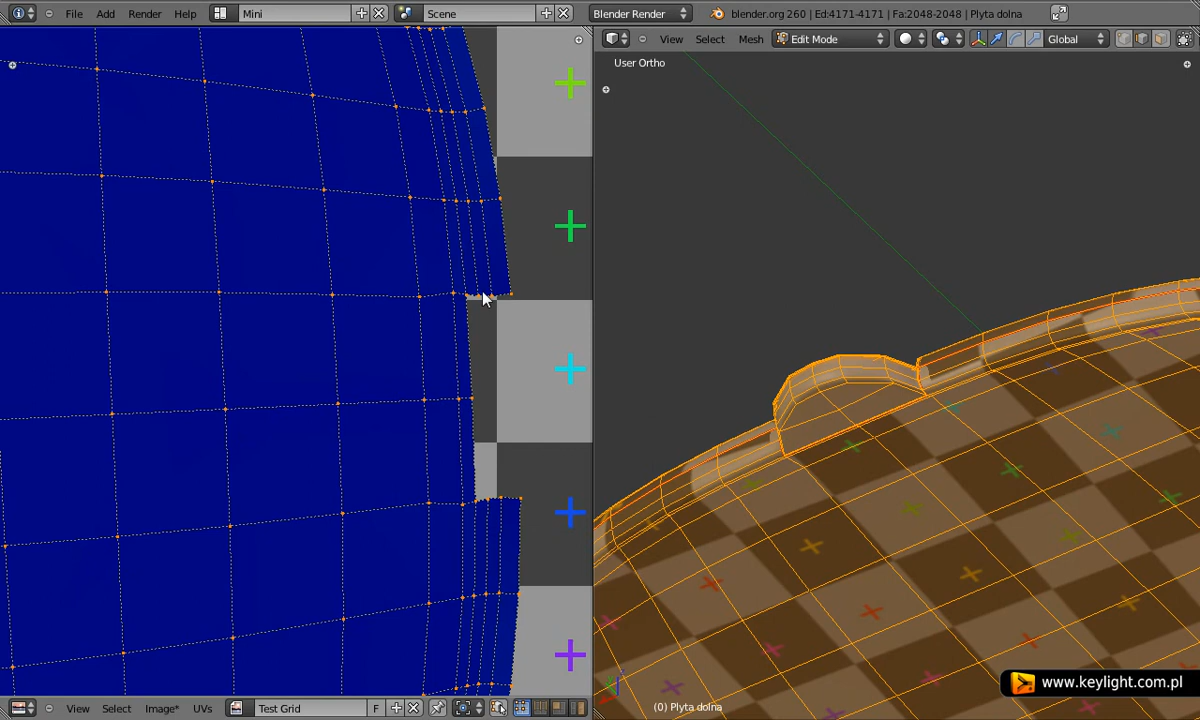 File Add Render Help Mini Scene Blender Render blender.org 260 | Ed:4171-4171 | Fa:2048-2048 | Plyta dolna
View Select Mesh Edit Mode Global
User Ortho
(0) Plyta dolna
www.keylight.com.pl
View Select Image* UVs Test Grid F